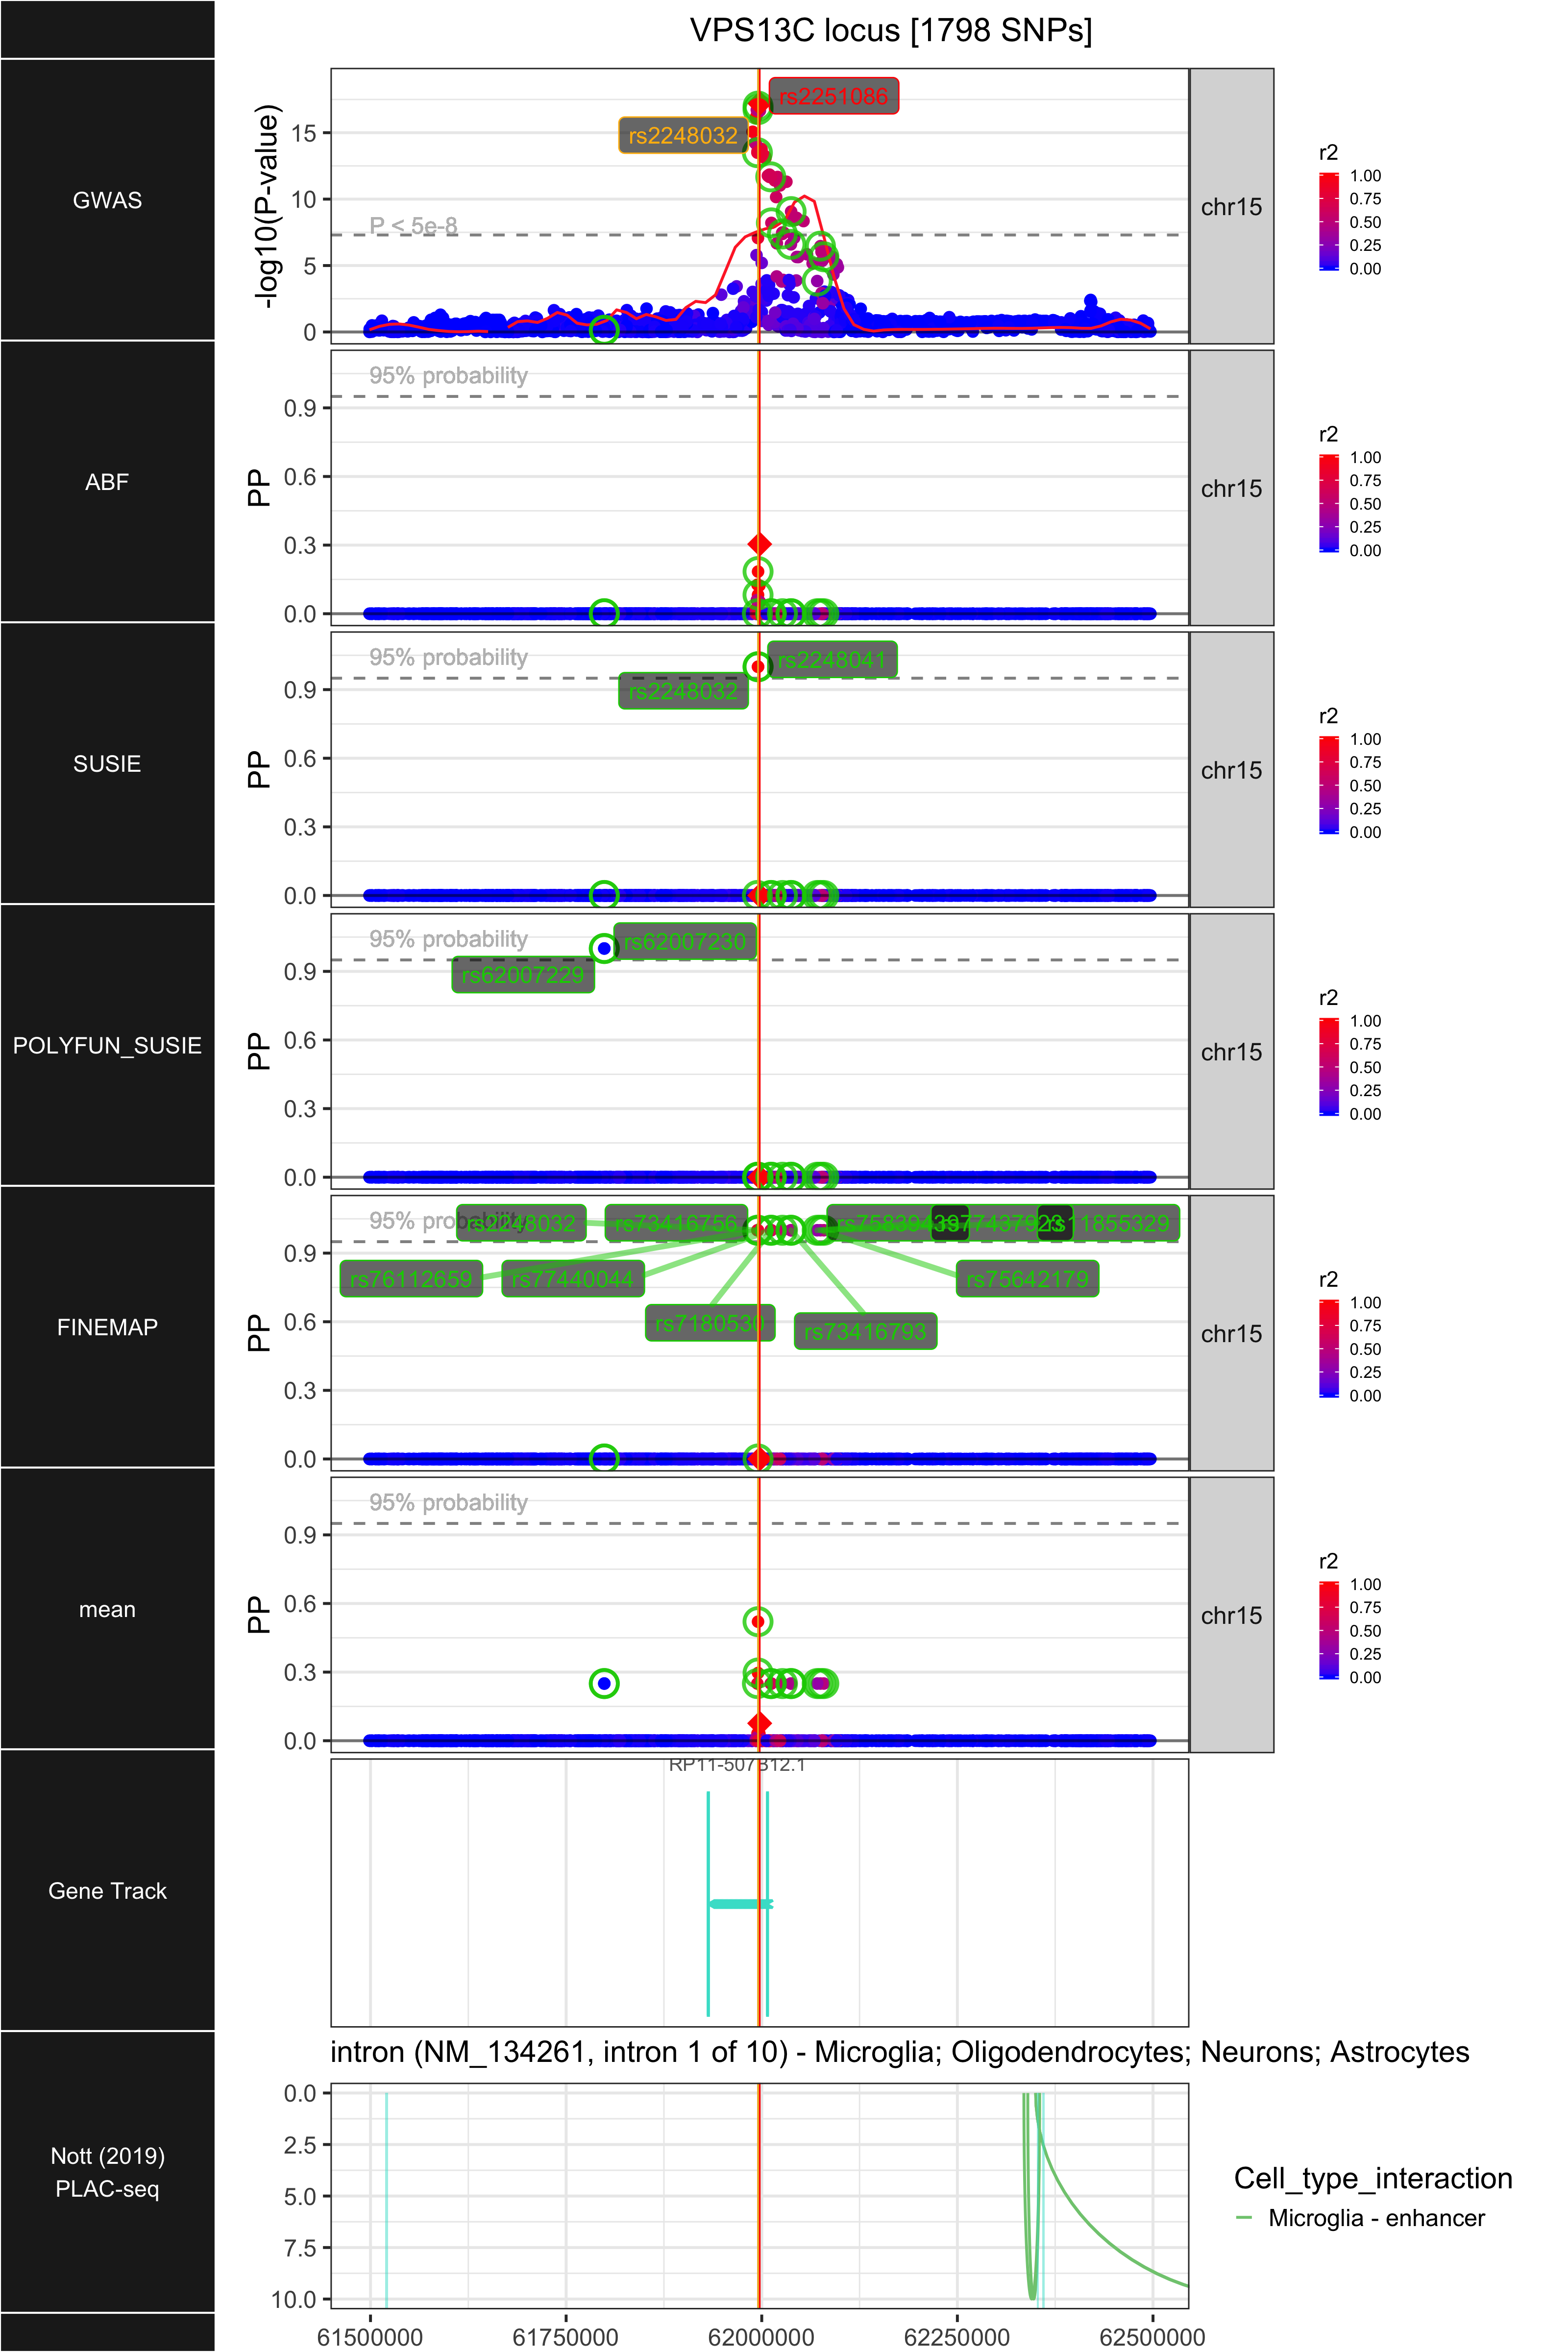 VPS13C locus [1798 SNPs]
GWAS
-log10(P-value)
15
10
5
0
P < 5e-8
rs2251086
rs2248032
chr15
r2
1.00
0.75
0.50
0.25
0.00
ABF
PP
0.9
0.6
0.3
0.0
95% probability
chr15
r2
1.00
0.75
0.50
0.25
0.00
SUSIE
PP
0.9
0.6
0.3
0.0
95% probability
rs2248041
rs2248032
chr15
r2
1.00
0.75
0.50
0.25
0.00
POLYFUN_SUSIE
PP
0.9
0.6
0.3
0.0
95% probability
rs62007230
rs62007229
chr15
r2
1.00
0.75
0.50
0.25
0.00
FINEMAP
PP
0.9
0.6
0.3
0.0
95% probability
rs2248032
rs73416756
rs11855329
rs76112659
rs77440044
rs75642179
rs7180530
rs73416793
chr15
r2
1.00
0.75
0.50
0.25
0.00
mean
PP
0.9
0.6
0.3
0.0
95% probability
chr15
r2
1.00
0.75
0.50
0.25
0.00
Gene Track
RP11-507B12.1
intron (NM_134261, intron 1 of 10) - Microglia; Oligodendrocytes; Neurons; Astrocytes
Nott (2019)
PLAC-seq
0.0
2.5
5.0
7.5
10.0
Cell_type_interaction
Microglia - enhancer
61500000
61750000
62000000
62250000
62500000